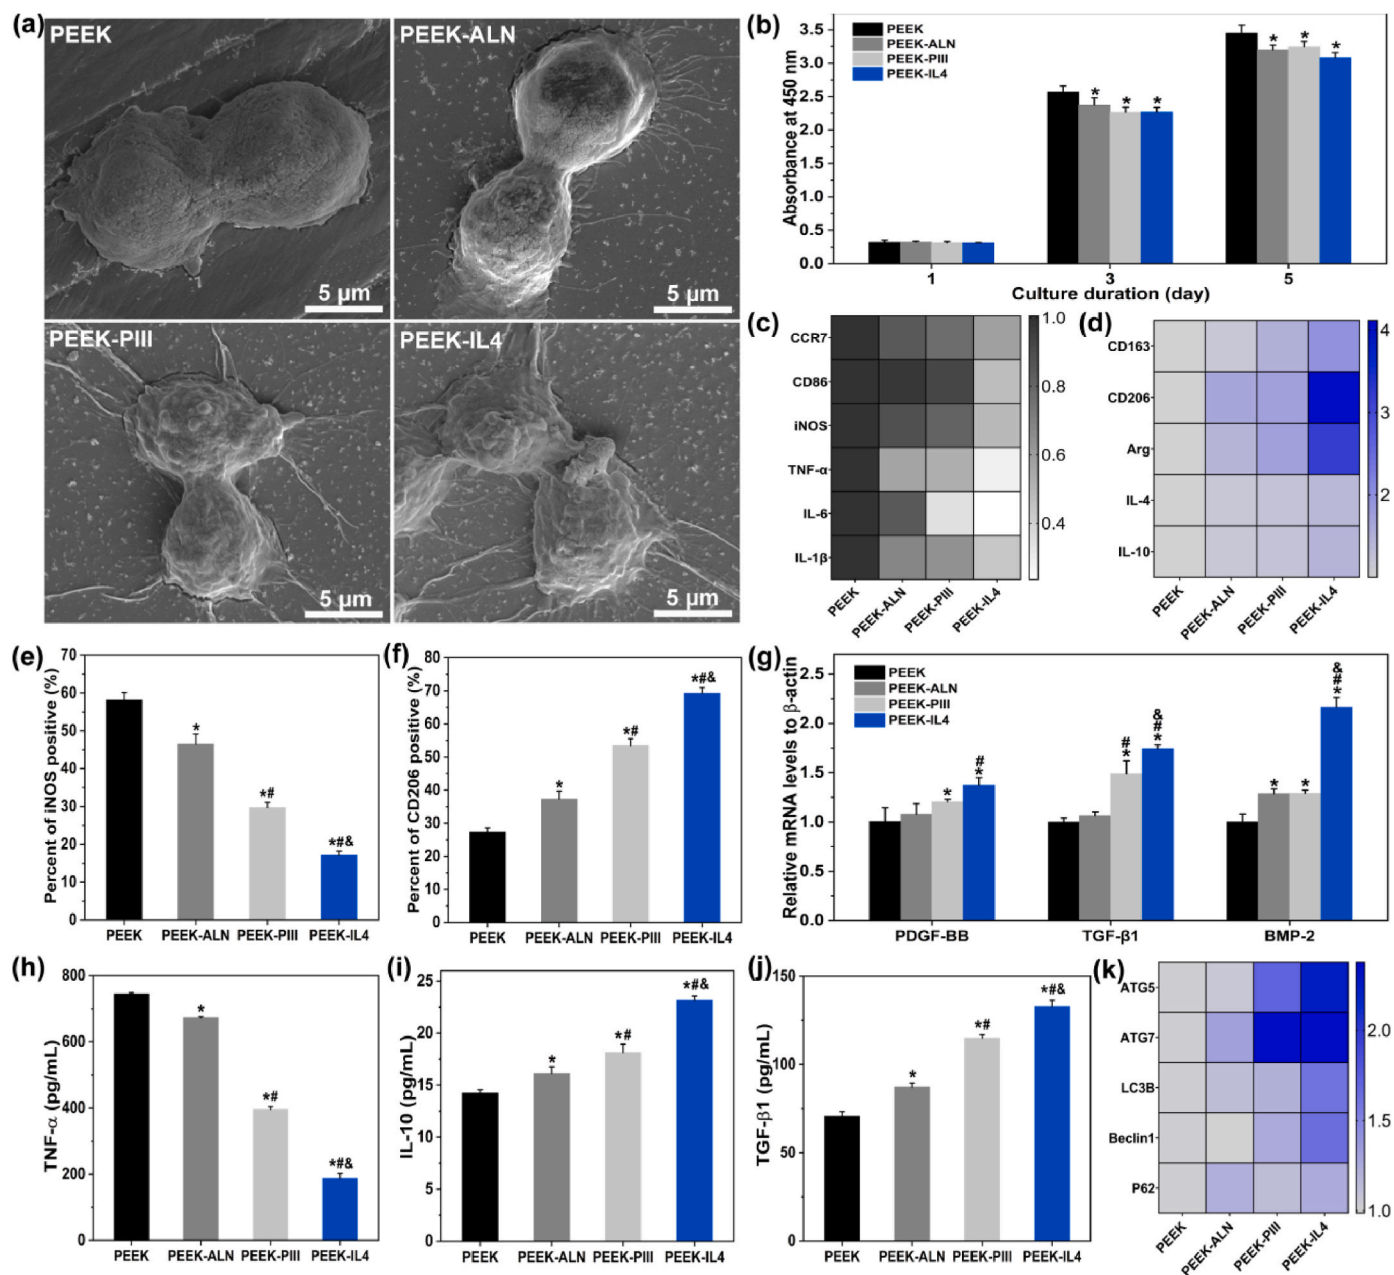 (a)
PEEK
5 μm
PEEK-ALN
5 μm
PEEK-PIII
5 μm
PEEK-IL4
5 μm
(b)
Absorbance at 450 nm
3.5
3.0
2.5
2.0
1.5
1.0
0.5
0.0
PEEK
PEEK-ALN
PEEK-PIII
PEEK-IL4
* * *
* * *
1 3 5
Culture duration (day)
(c)
CCR7
CD86
iNOS
TNF-α
IL-6
IL-1β
PEEK
PEEK-ALN
PEEK-PIII
PEEK-IL4
1.0
0.8
0.6
0.4
(d)
CD163
CD206
Arg
IL-4
IL-10
PEEK
PEEK-ALN
PEEK-PIII
PEEK-IL4
4
3
2
(e)
Percent of iNOS positive (%)
70
60
50
40
30
20
10
0
*
*#
*#&
PEEK PEEK-ALN PEEK-PIII PEEK-IL4
(f)
Percent of CD206 positive (%)
80
70
60
50
40
30
20
10
0
*
*#
*#&
PEEK PEEK-ALN PEEK-PIII PEEK-IL4
(g)
Relative mRNA levels to β-actin
2.5
2.0
1.5
1.0
0.5
0.0
PEEK
PEEK-ALN
PEEK-PIII
PEEK-IL4
*
#
*
#
*
&
#
*
*
*
&
#
*
PDGF-BB TGF-β1 BMP-2
(h)
TNF-α (pg/mL)
800
600
400
200
0
*
*#
*#&
PEEK PEEK-ALN PEEK-PIII PEEK-IL4
(i)
IL-10 (pg/mL)
25
20
15
10
5
0
*
*#
*#&
PEEK PEEK-ALN PEEK-PIII PEEK-IL4
(j)
TGF-β1 (pg/mL)
150
100
50
0
*
*#
*#&
PEEK PEEK-ALN PEEK-PIII PEEK-IL4
(k)
ATG5
ATG7
LC3B
Beclin1
P62
PEEK
PEEK-ALN
PEEK-PIII
PEEK-IL4
2.0
1.5
1.0